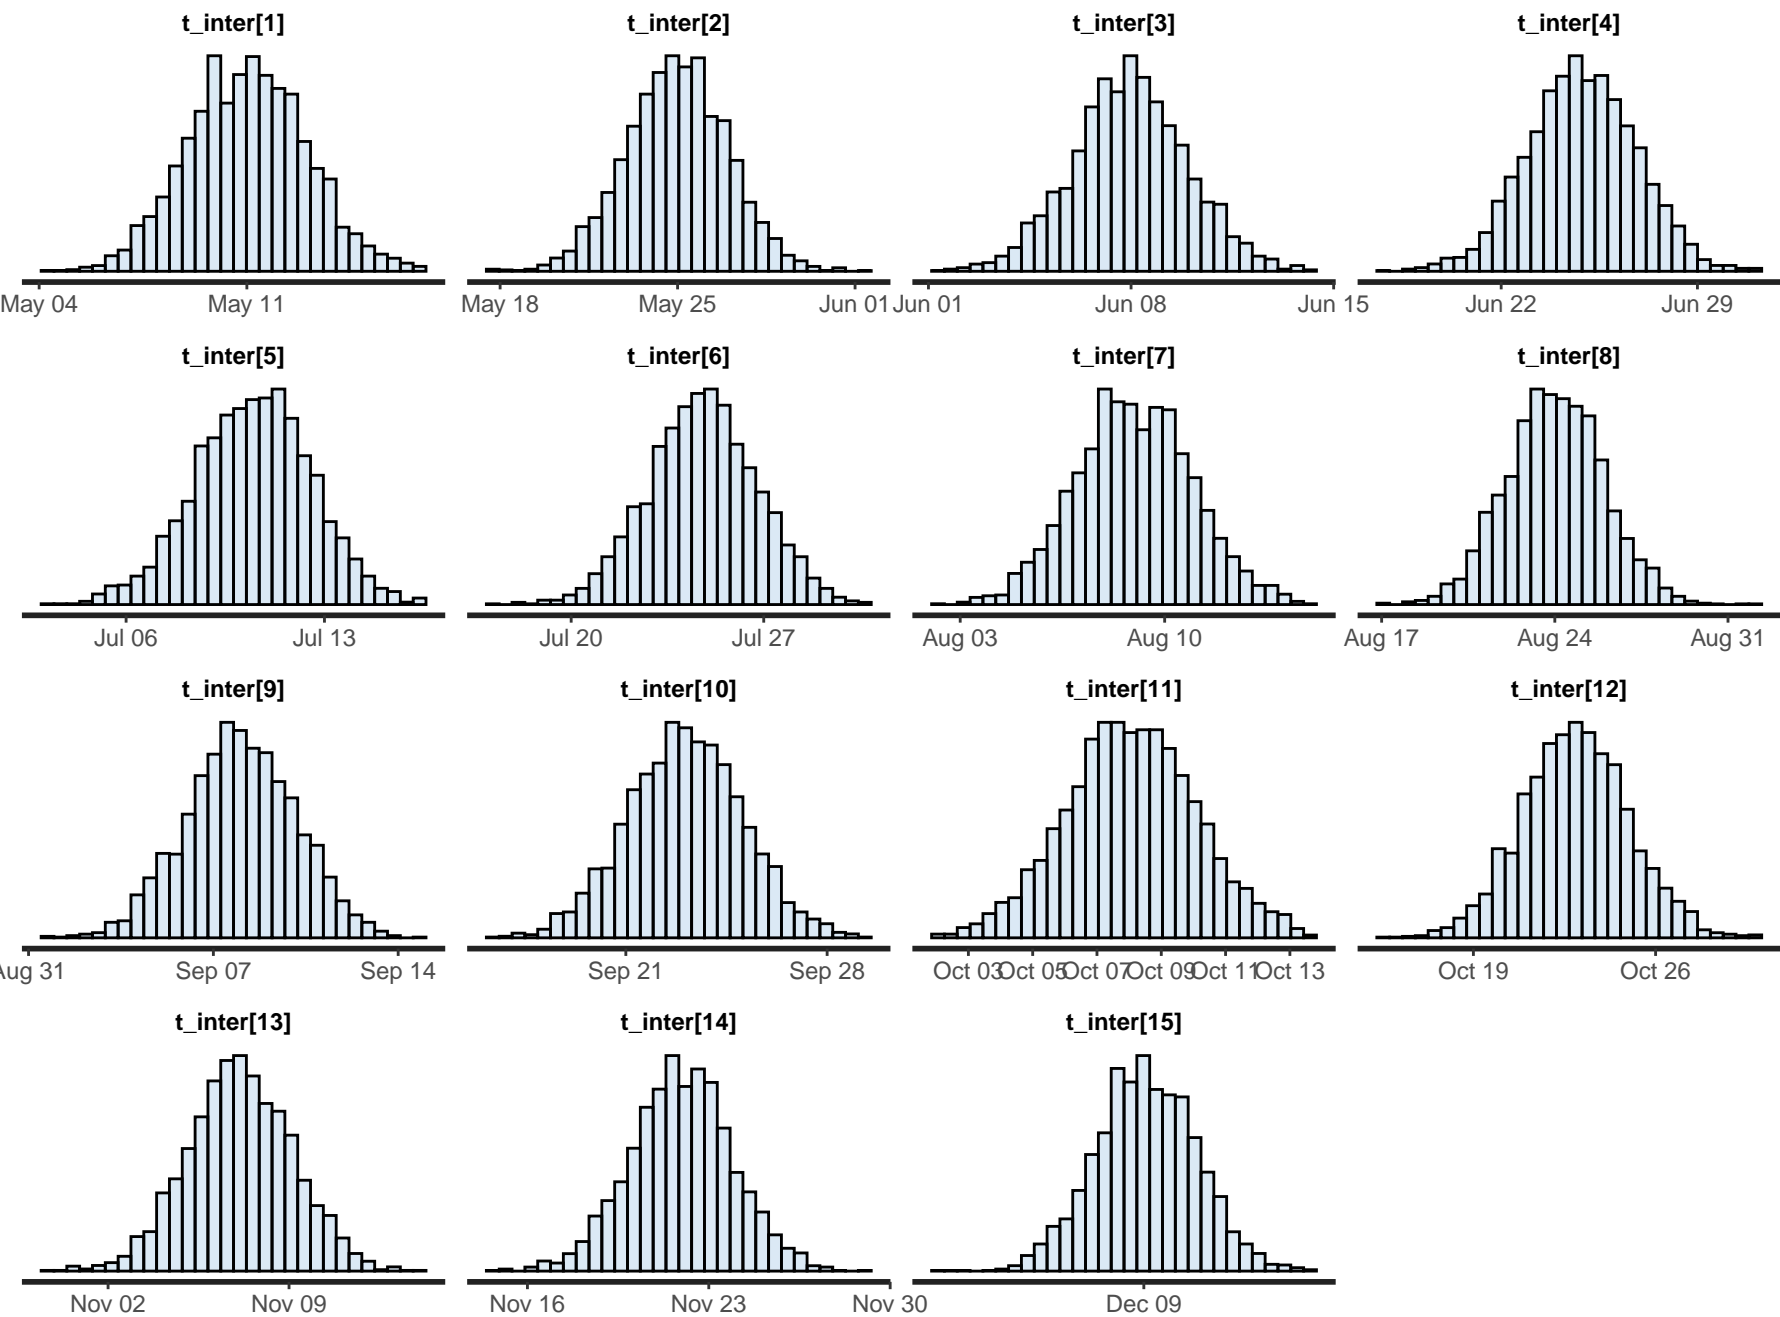 t_inter[1] t_inter[2] t_inter[3] t_inter[4]
May 04 May 11 May 18 May 25 Jun 01 Jun 01 Jun 08 Jun 15 Jun 22 Jun 29
t_inter[5] t_inter[6] t_inter[7] t_inter[8]
Jul 06 Jul 13 Jul 20 Jul 27 Aug 03 Aug 10 Aug 17 Aug 24 Aug 31
t_inter[9] t_inter[10] t_inter[11] t_inter[12]
Aug 31 Sep 07 Sep 14 Sep 21 Sep 28 Oct 03 Oct 05 Oct 07 Oct 09 Oct 11 Oct 13 Oct 19 Oct 26
t_inter[13] t_inter[14] t_inter[15]
Nov 02 Nov 09 Nov 16 Nov 23 Nov 30 Dec 09